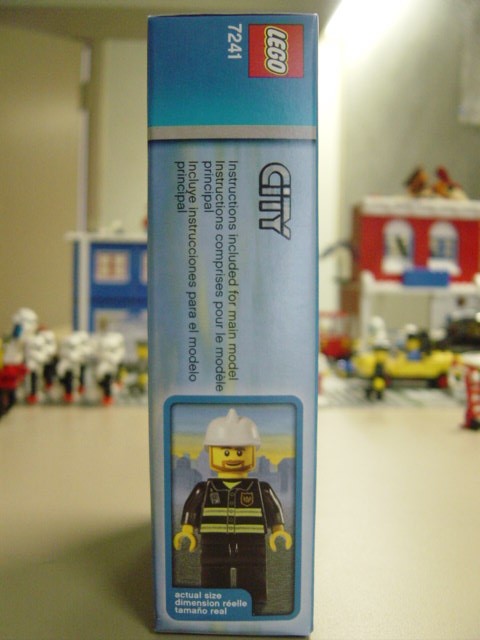 LEGO
7241
CITY
Instructions included for main model
Instructions comprises pour le modèle
principal
Incluye instrucciones para el modelo
principal
actual size
dimension réelle
tamaño real